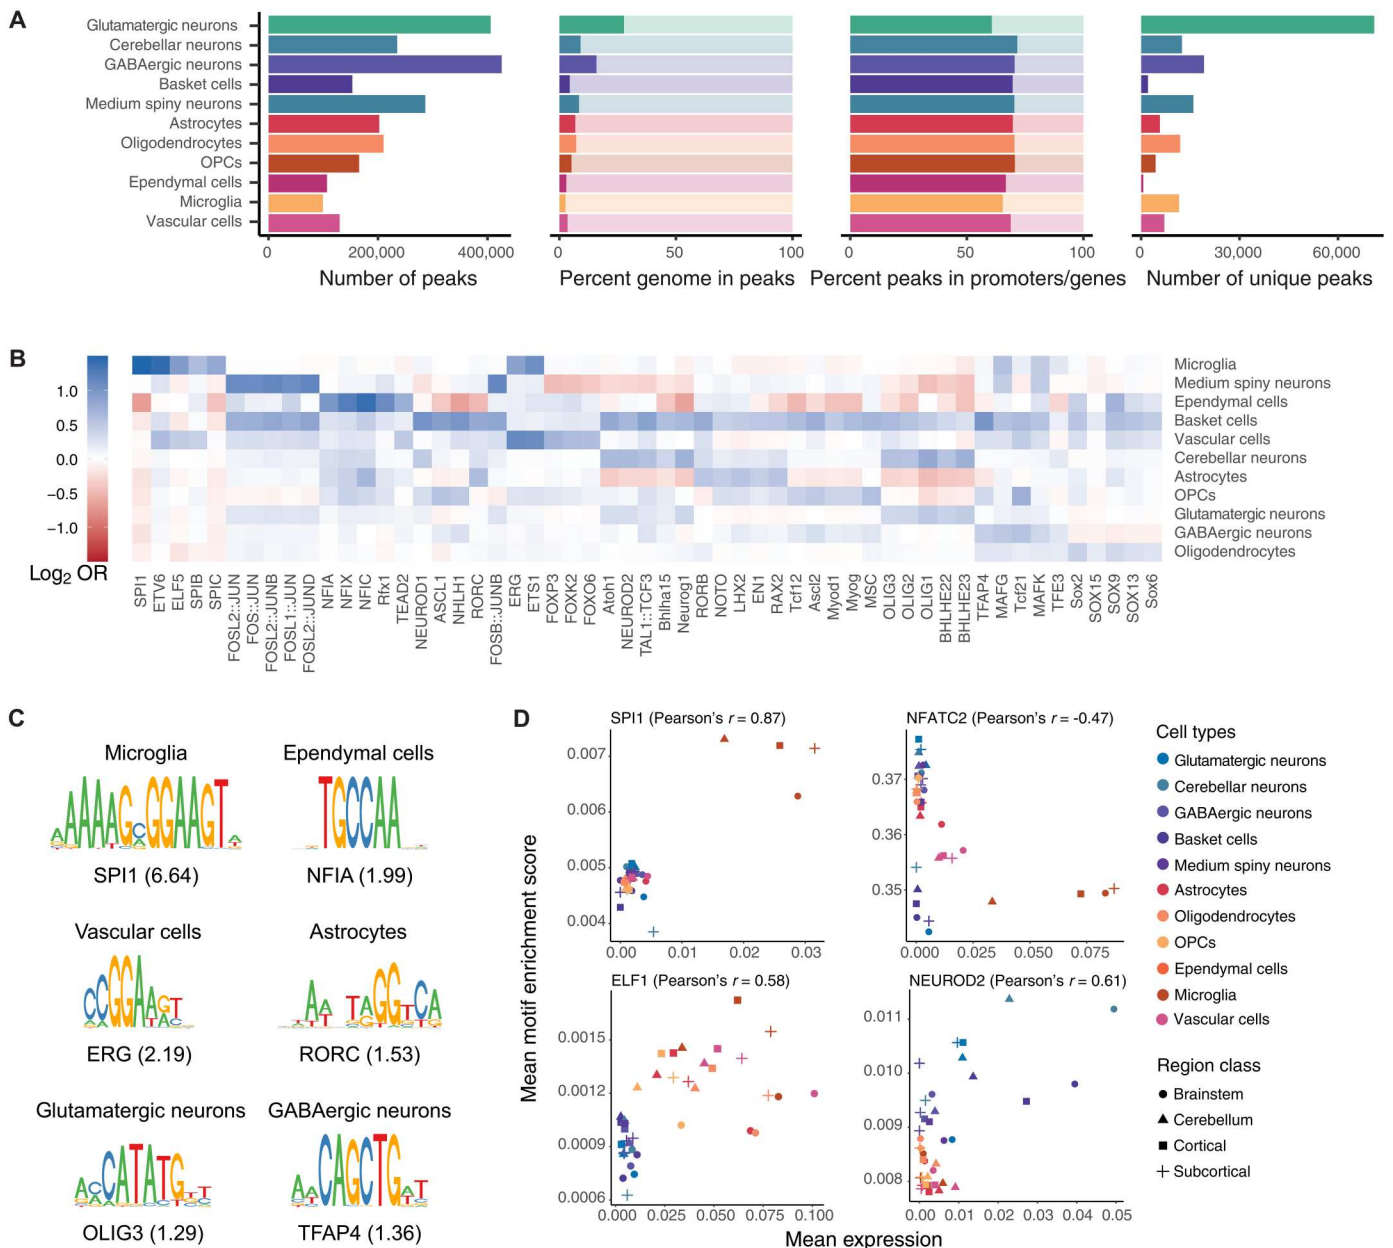 A
Glutamatergic neurons
Cerebellar neurons
GABAergic neurons
Basket cells
Medium spiny neurons
Astrocytes
Oligodendrocytes
OPCs
Ependymal cells
Microglia
Vascular cells
0 200,000 400,000
Number of peaks
0 50 100
Percent genome in peaks
0 50 100
Percent peaks in promoters/genes
0 30,000 60,000
Number of unique peaks
B
1.0
0.5
0.0
−0.5
−1.0
Log2 OR
Microglia
Medium spiny neurons
Ependymal cells
Basket cells
Vascular cells
Cerebellar neurons
Astrocytes
OPCs
Glutamatergic neurons
GABAergic neurons
Oligodendrocytes
SPI1
ETV6
ELF5
SPIB
SPIC
FOSL2::JUN
FOS::JUN
FOSL2::JUNB
FOSL1::JUN
FOSL2::JUND
NFIA
NFIX
NFIC
Rfx1
TEAD2
NEUROD1
ASCL1
NHLH1
RORC
FOSB::JUNB
ERG
ETS1
FOXP3
FOXK2
FOXO6
Atoh1
NEUROD2
TAL1::TCF3
Bhlha15
Neurog1
RORB
NOTO
LHX2
EN1
RAX2
Tcf12
Ascl2
Myod1
Myog
MSC
OLIG3
OLIG2
OLIG1
BHLHE22
BHLHE23
TFAP4
MAFG
Tcf21
MAFK
TFE3
Sox2
SOX15
SOX9
SOX13
Sox6
C
Microglia
SPI1 (6.64)
Ependymal cells
TGCCAA
NFIA (1.99)
Vascular cells
ERG (2.19)
Astrocytes
RORC (1.53)
Glutamatergic neurons
OLIG3 (1.29)
GABAergic neurons
TFAP4 (1.36)
D
Mean motif enrichment score
SPI1 (Pearson's r = 0.87)
0.007
0.006
0.005
0.004
0.00 0.01 0.02 0.03
NFATC2 (Pearson's r = -0.47)
0.37
0.36
0.35
0.000 0.025 0.050 0.075
ELF1 (Pearson's r = 0.58)
0.0015
0.0012
0.0009
0.0006
0.000 0.025 0.050 0.075 0.100
NEUROD2 (Pearson's r = 0.61)
0.011
0.010
0.009
0.008
0.00 0.01 0.02 0.03 0.04 0.05
Mean expression
Cell types
Glutamatergic neurons
Cerebellar neurons
GABAergic neurons
Basket cells
Medium spiny neurons
Astrocytes
Oligodendrocytes
OPCs
Ependymal cells
Microglia
Vascular cells
Region class
Brainstem
Cerebellum
Cortical
Subcortical